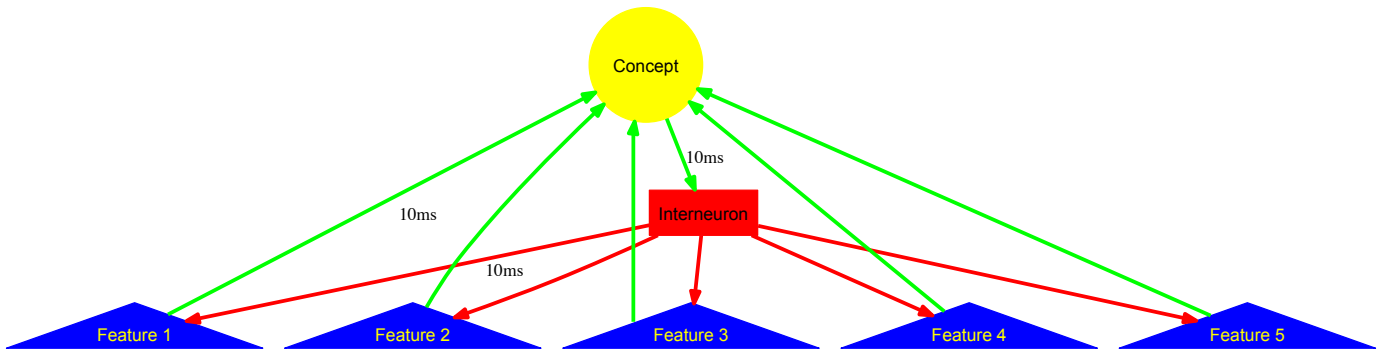 Concept
10ms
10ms
Interneuron
10ms
Feature 1
Feature 2
Feature 3
Feature 4
Feature 5